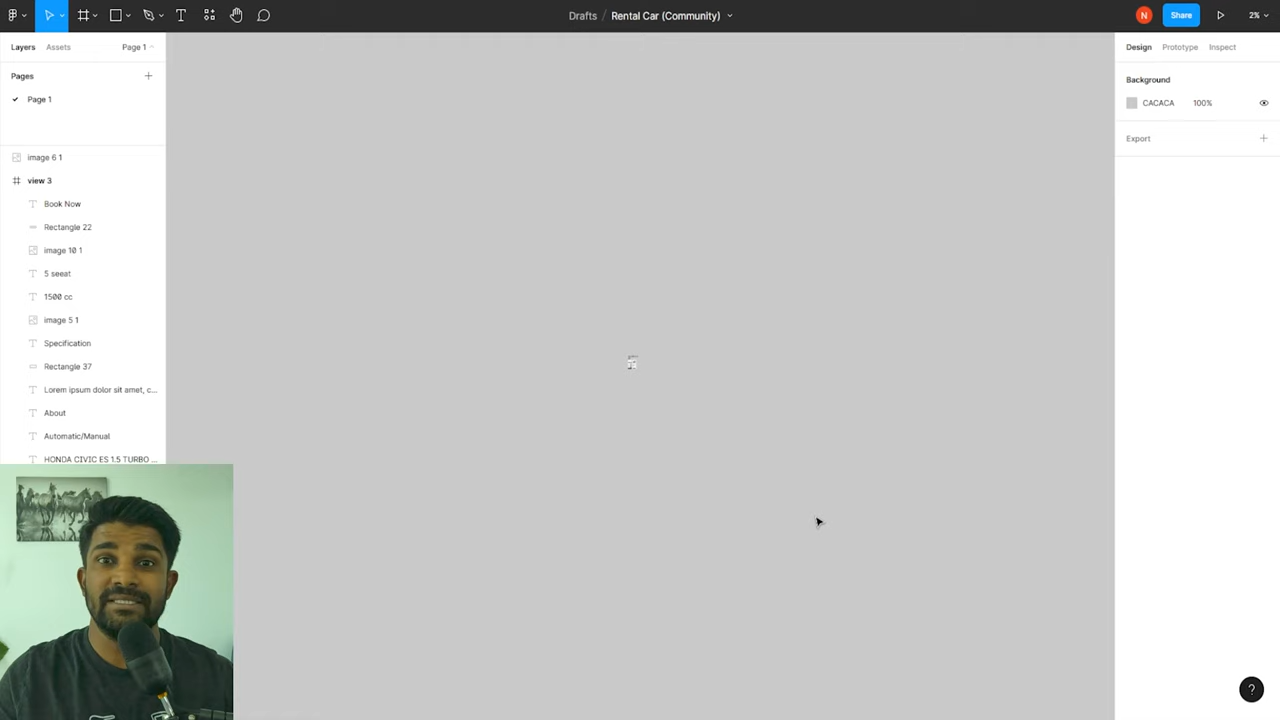 Drafts / Rental Car (Community)
N
Share
2%
Layers
Assets
Page 1
Design
Prototype
Inspect
Pages
Page 1
Background
CACACA
100%
Export
image 6 1
view 3
Book Now
Rectangle 22
image 10 1
5 seeat
1500 cc
image 5 1
Specification
Rectangle 37
Lorem ipsum dolor sit amet, c...
About
Automatic/Manual
HONDA CIVIC ES 1.5 TURBO ...
?